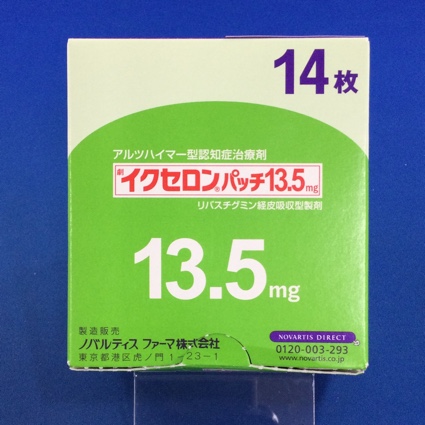 14枚
アルツハイマー型認知症治療剤
劇 イクセロン®パッチ13.5mg
リバスチグミン経皮吸収型製剤
13.5mg
製造販売
ノバルティス ファーマ株式会社
東京都港区虎ノ門1-23-1
NOVARTIS DIRECT
0120-003-293
www.novartis.co.jp